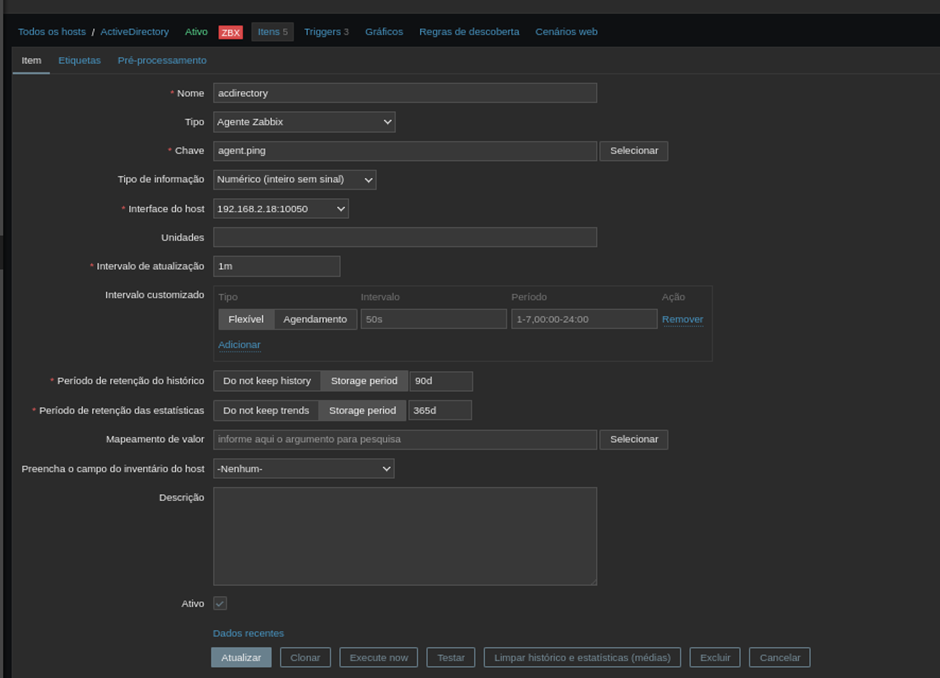 Todos os hosts / ActiveDirectory Ativo ZBX Itens 5 Triggers 3 Gráficos Regras de descoberta Cenários web
Item Etiquetas Pré-processamento
* Nome acdirectory
Tipo Agente Zabbix
* Chave agent.ping Selecionar
Tipo de informação Numérico (inteiro sem sinal)
* Interface do host 192.168.2.18:10050
Unidades
* Intervalo de atualização 1m
Intervalo customizado Tipo Intervalo Período Ação
Flexível Agendamento 50s 1-7,00:00-24:00 Remover
Adicionar
* Período de retenção do histórico Do not keep history Storage period 90d
* Período de retenção das estatísticas Do not keep trends Storage period 365d
Mapeamento de valor informe aqui o argumento para pesquisa Selecionar
Preencha o campo do inventário do host -Nenhum-
Descrição
Ativo
Dados recentes
Atualizar Clonar Execute now Testar Limpar histórico e estatísticas (médias) Excluir Cancelar